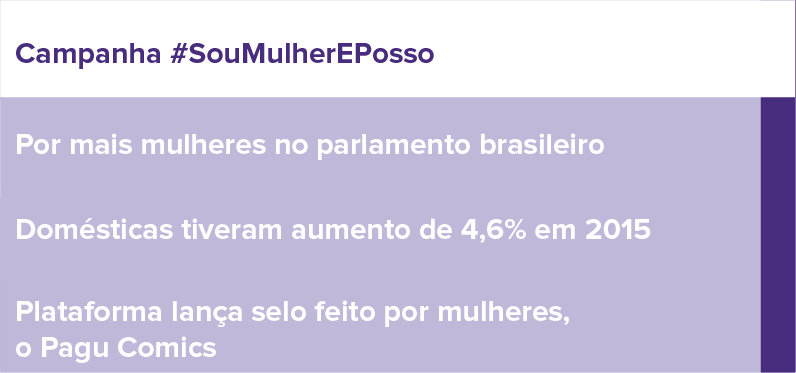 Campanha #SouMulherEPosso
Por mais mulheres no parlamento brasileiro
Domésticas tiveram aumento de 4,6% em 2015
Plataforma lança selo feito por mulheres,
o Pagu Comics